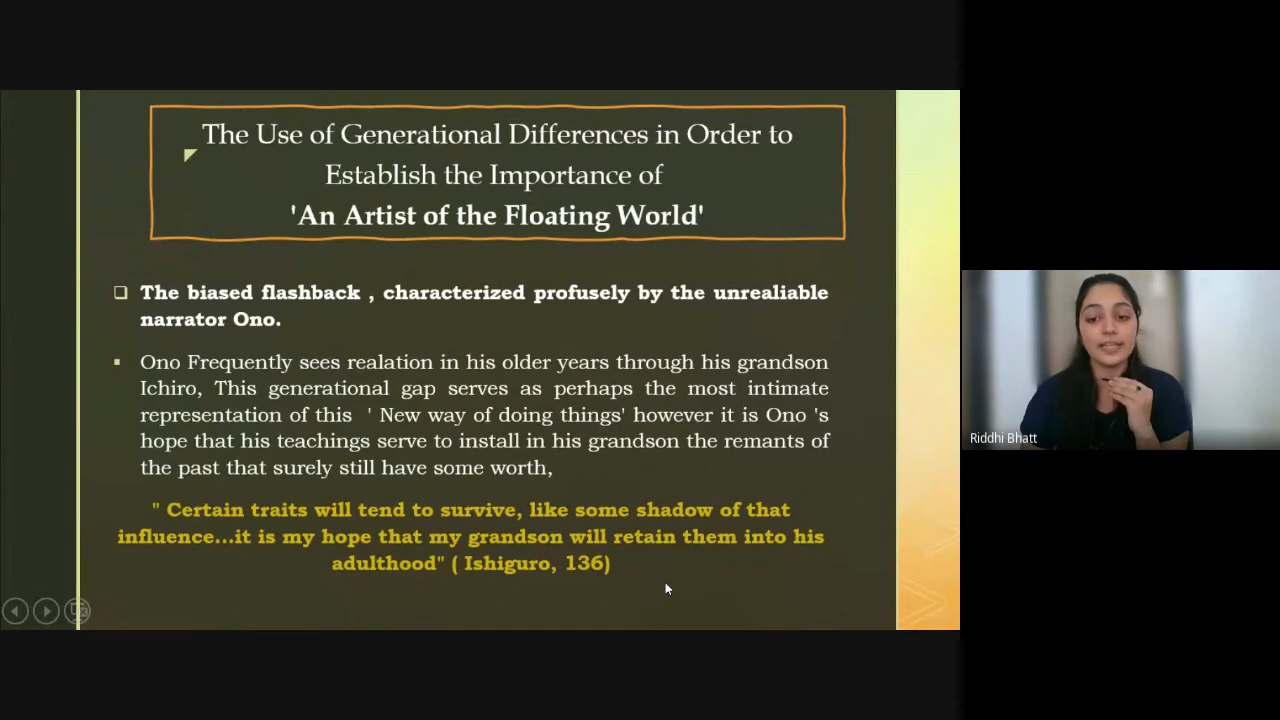 The Use of Generational Differences in Order to
Establish the Importance of
'An Artist of the Floating World'
❑ The biased flashback , characterized profusely by the unrealiable
narrator Ono.
▪ Ono Frequently sees realation in his older years through his grandson
Ichiro, This generational gap serves as perhaps the most intimate
representation of this ' New way of doing things' however it is Ono 's
hope that his teachings serve to install in his grandson the remants of
the past that surely still have some worth,
" Certain traits will tend to survive, like some shadow of that
influence...it is my hope that my grandson will retain them into his
adulthood" ( Ishiguro, 136)
Riddhi Bhatt